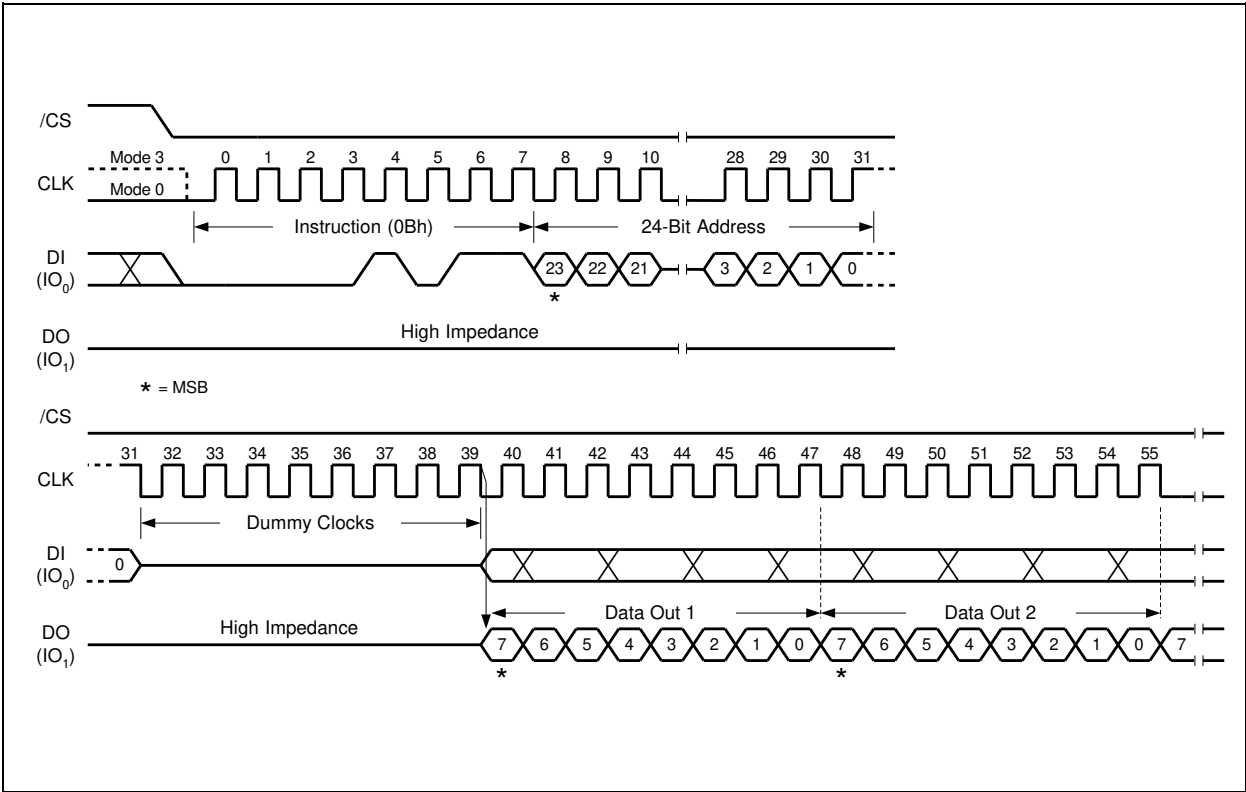 /CS
Mode 3 0 1 2 3 4 5 6 7 8 9 10 28 29 30 31
CLK
Mode 0
Instruction (0Bh) 24-Bit Address
DI
(IO0)
23 22 21 3 2 1 0
*
High Impedance
DO
(IO1)
* = MSB
/CS
31 32 33 34 35 36 37 38 39 40 41 42 43 44 45 46 47 48 49 50 51 52 53 54 55
CLK
Dummy Clocks
DI
(IO0)
0
Data Out 1 Data Out 2
High Impedance
DO
(IO1)
7 6 5 4 3 2 1 0 7 6 5 4 3 2 1 0 7
* *